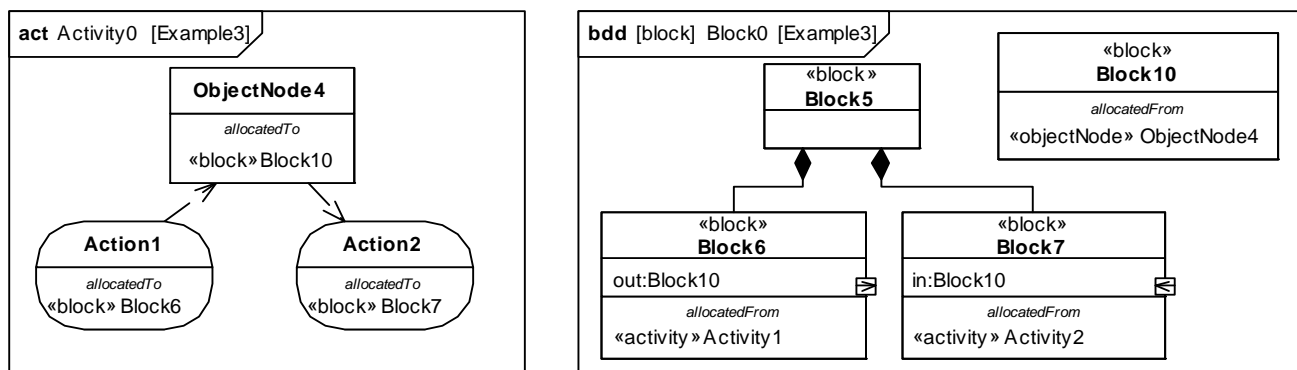 act Activity0 [Example3]
ObjectNode4
allocatedTo
«block» Block10
Action1
allocatedTo
«block» Block6
Action2
allocatedTo
«block» Block7
bdd [block] Block0 [Example3]
«block»
Block5
«block»
Block10
allocatedFrom
«objectNode» ObjectNode4
«block»
Block6
out:Block10
allocatedFrom
«activity» Activity1
«block»
Block7
in:Block10
allocatedFrom
«activity» Activity2